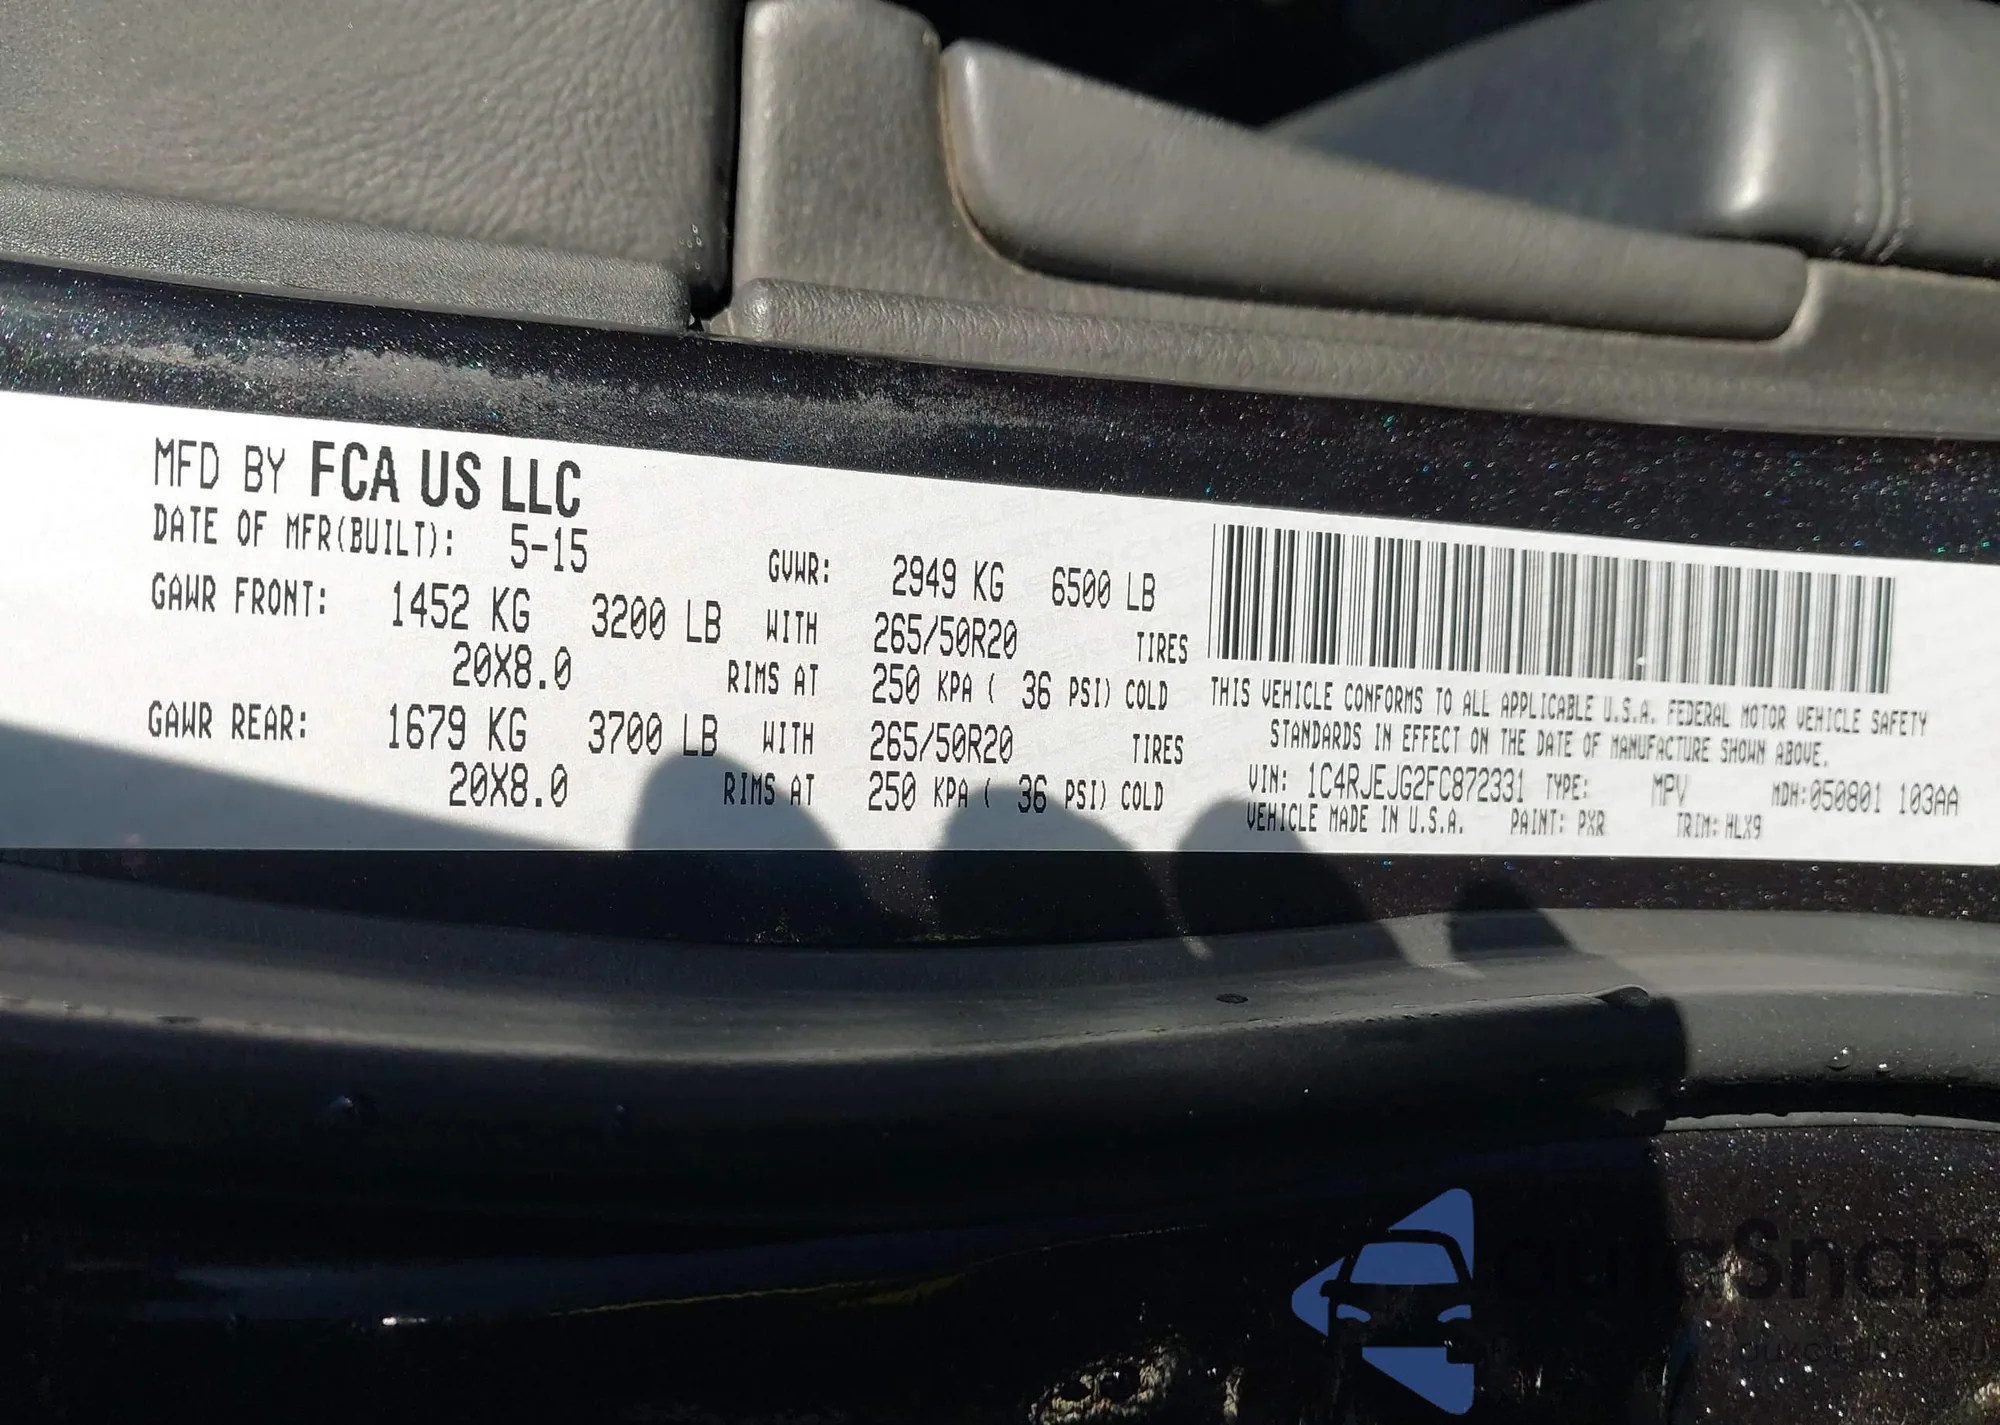 MFD BY FCA US LLC
DATE OF MFR(BUILT): 5-15
GVWR: 2949 KG 6500 LB
GAWR FRONT: 1452 KG 3200 LB WITH 265/50R20 TIRES
20X8.0 RIMS AT 250 KPA ( 36 PSI) COLD
GAWR REAR: 1679 KG 3700 LB WITH 265/50R20 TIRES
20X8.0 RIMS AT 250 KPA ( 36 PSI) COLD
THIS VEHICLE CONFORMS TO ALL APPLICABLE U.S.A. FEDERAL MOTOR VEHICLE SAFETY
STANDARDS IN EFFECT ON THE DATE OF MANUFACTURE SHOWN ABOVE.
VIN: 1C4RJEJG2FC872331 TYPE: MPV MDH:050801 103AA
VEHICLE MADE IN U.S.A. PAINT: PXR TRIM: HLX9